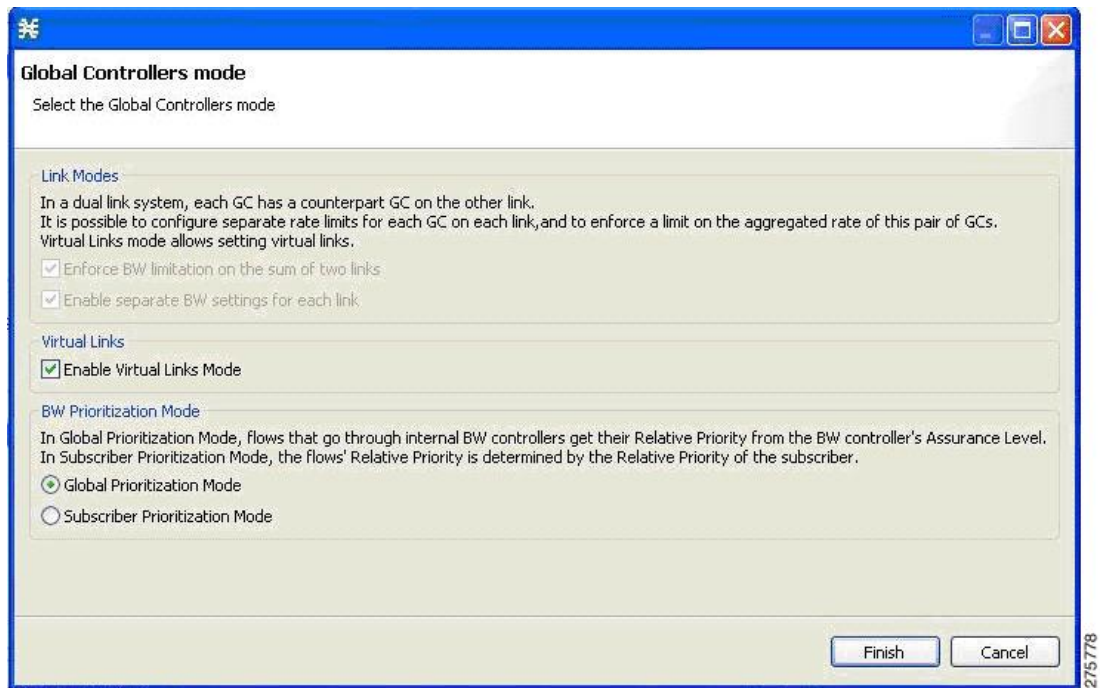 Global Controllers mode
Select the Global Controllers mode
Link Modes
In a dual link system, each GC has a counterpart GC on the other link.
It is possible to configure separate rate limits for each GC on each link,and to enforce a limit on the aggregated rate of this pair of GCs.
Virtual Links mode allows setting virtual links.
Enforce BW limitation on the sum of two links
Enable separate BW settings for each link
Virtual Links
Enable Virtual Links Mode
BW Prioritization Mode
In Global Prioritization Mode, flows that go through internal BW controllers get their Relative Priority from the BW controller's Assurance Level.
In Subscriber Prioritization Mode, the flows' Relative Priority is determined by the Relative Priority of the subscriber.
Global Prioritization Mode
Subscriber Prioritization Mode
Finish
Cancel
275778